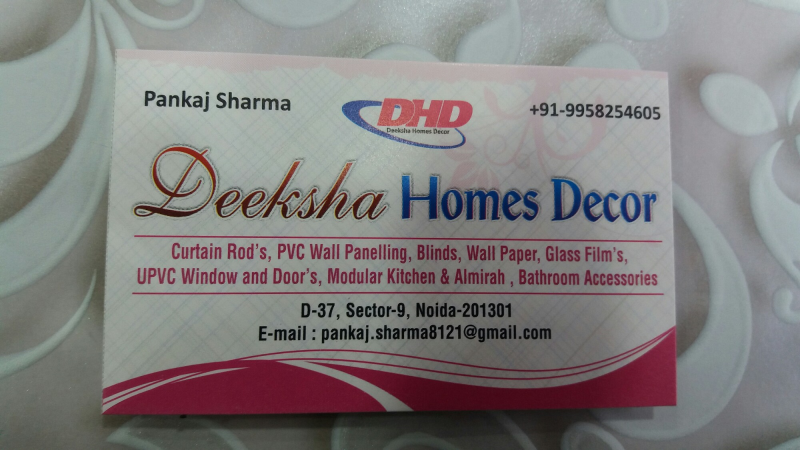 Pankaj Sharma
DHD
Deeksha Homes Decor
+91-9958254605
Deeksha Homes Decor
Curtain Rod's, PVC Wall Panelling, Blinds, Wall Paper, Glass Film's,
UPVC Window and Door's, Modular Kitchen & Almirah , Bathroom Accessories
D-37, Sector-9, Noida-201301
E-mail : pankaj.sharma8121@gmail.com